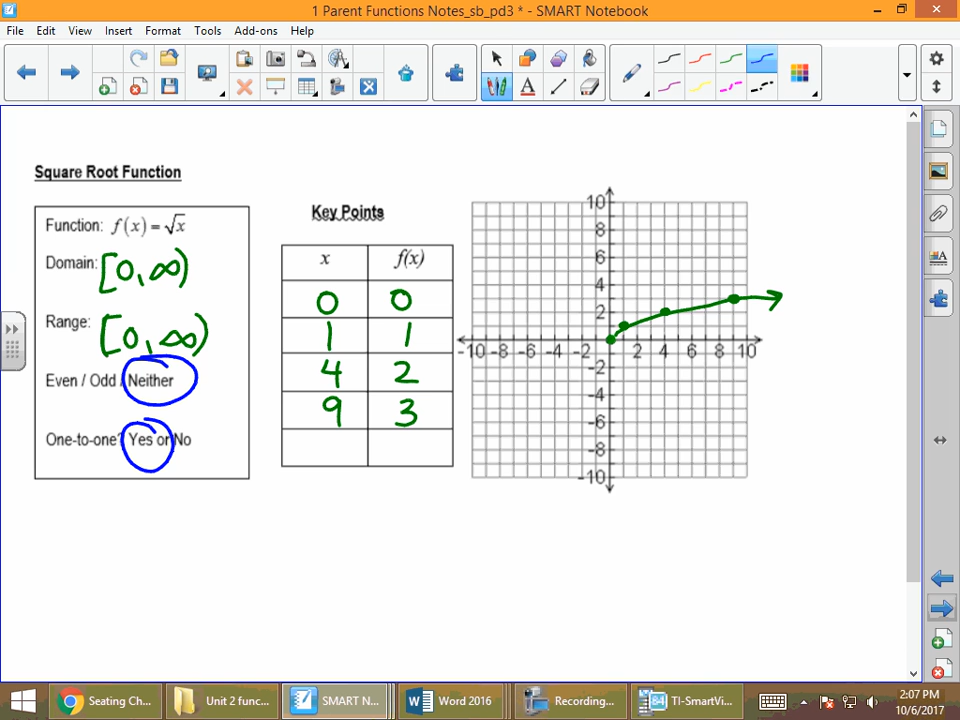 1 Parent Functions Notes_sb_pd3 * - SMART Notebook
File Edit View Insert Format Tools Add-ons Help
Square Root Function
Function: f(x) = √x
Domain: [0, ∞)
Range: [0, ∞)
Even / Odd / Neither
One-to-one? Yes or No
Key Points
x f(x)
0 0
1 1
4 2
9 3
10
8
6
4
2
-10 -8 -6 -4 -2 2 4 6 8 10
-2
-4
-6
-8
-10
Seating Ch... Unit 2 func... SMART N... Word 2016 Recording... TI-SmartVi...
84
2:07 PM
10/6/2017